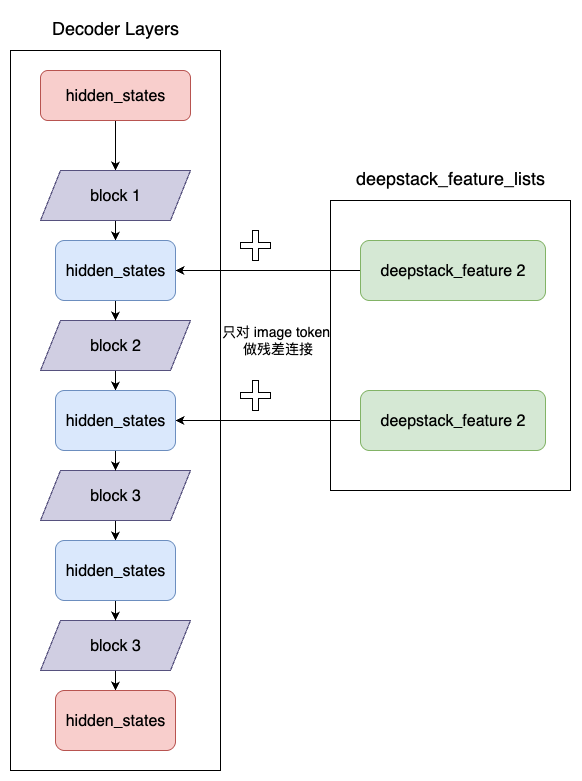 Decoder Layers
hidden_states
block 1
deepstack_feature_lists
hidden_states
deepstack_feature 2
block 2
只对 image token
做残差连接
hidden_states
deepstack_feature 2
block 3
hidden_states
block 3
hidden_states